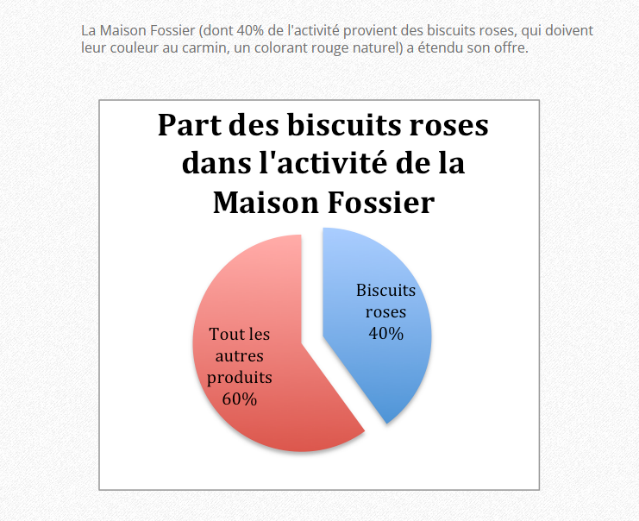 La Maison Fossier (dont 40% de l'activité provient des biscuits roses, qui doivent
leur couleur au carmin, un colorant rouge naturel) a étendu son offre.
Part des biscuits roses
dans l'activité de la
Maison Fossier
Biscuits
roses
40%
Tout les
autres
produits
60%